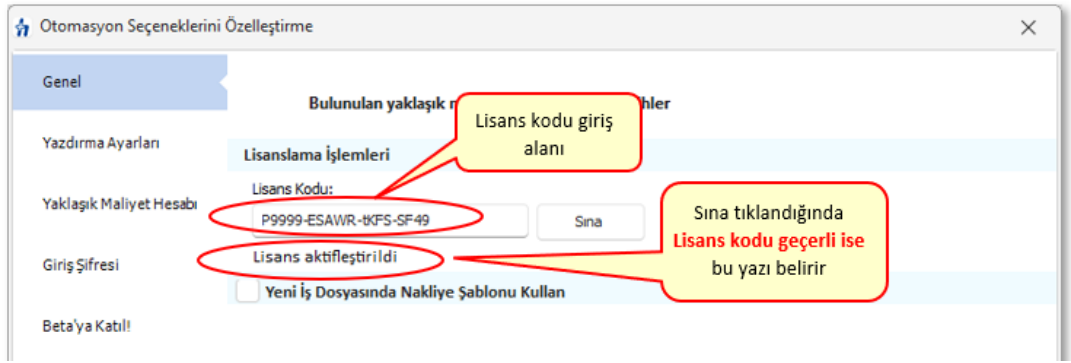 Otomasyon Seçeneklerini Özelleştirme
Genel
Bulunulan yaklaşık
Lisans kodu giriş
alanı
Yazdırma Ayarları
Lisanslama İşlemleri
Lisans Kodu:
Yaklaşık Maliyet Hesabı
P9999-ESAWR-tKFS-SF49
Sına
Sına tıklandığında
Lisans kodu geçerli ise
bu yazı belirir
Giriş Şifresi
Lisans aktifleştirildi
Yeni İş Dosyasında Nakliye Şablonu Kullan
Beta'ya Katıl!